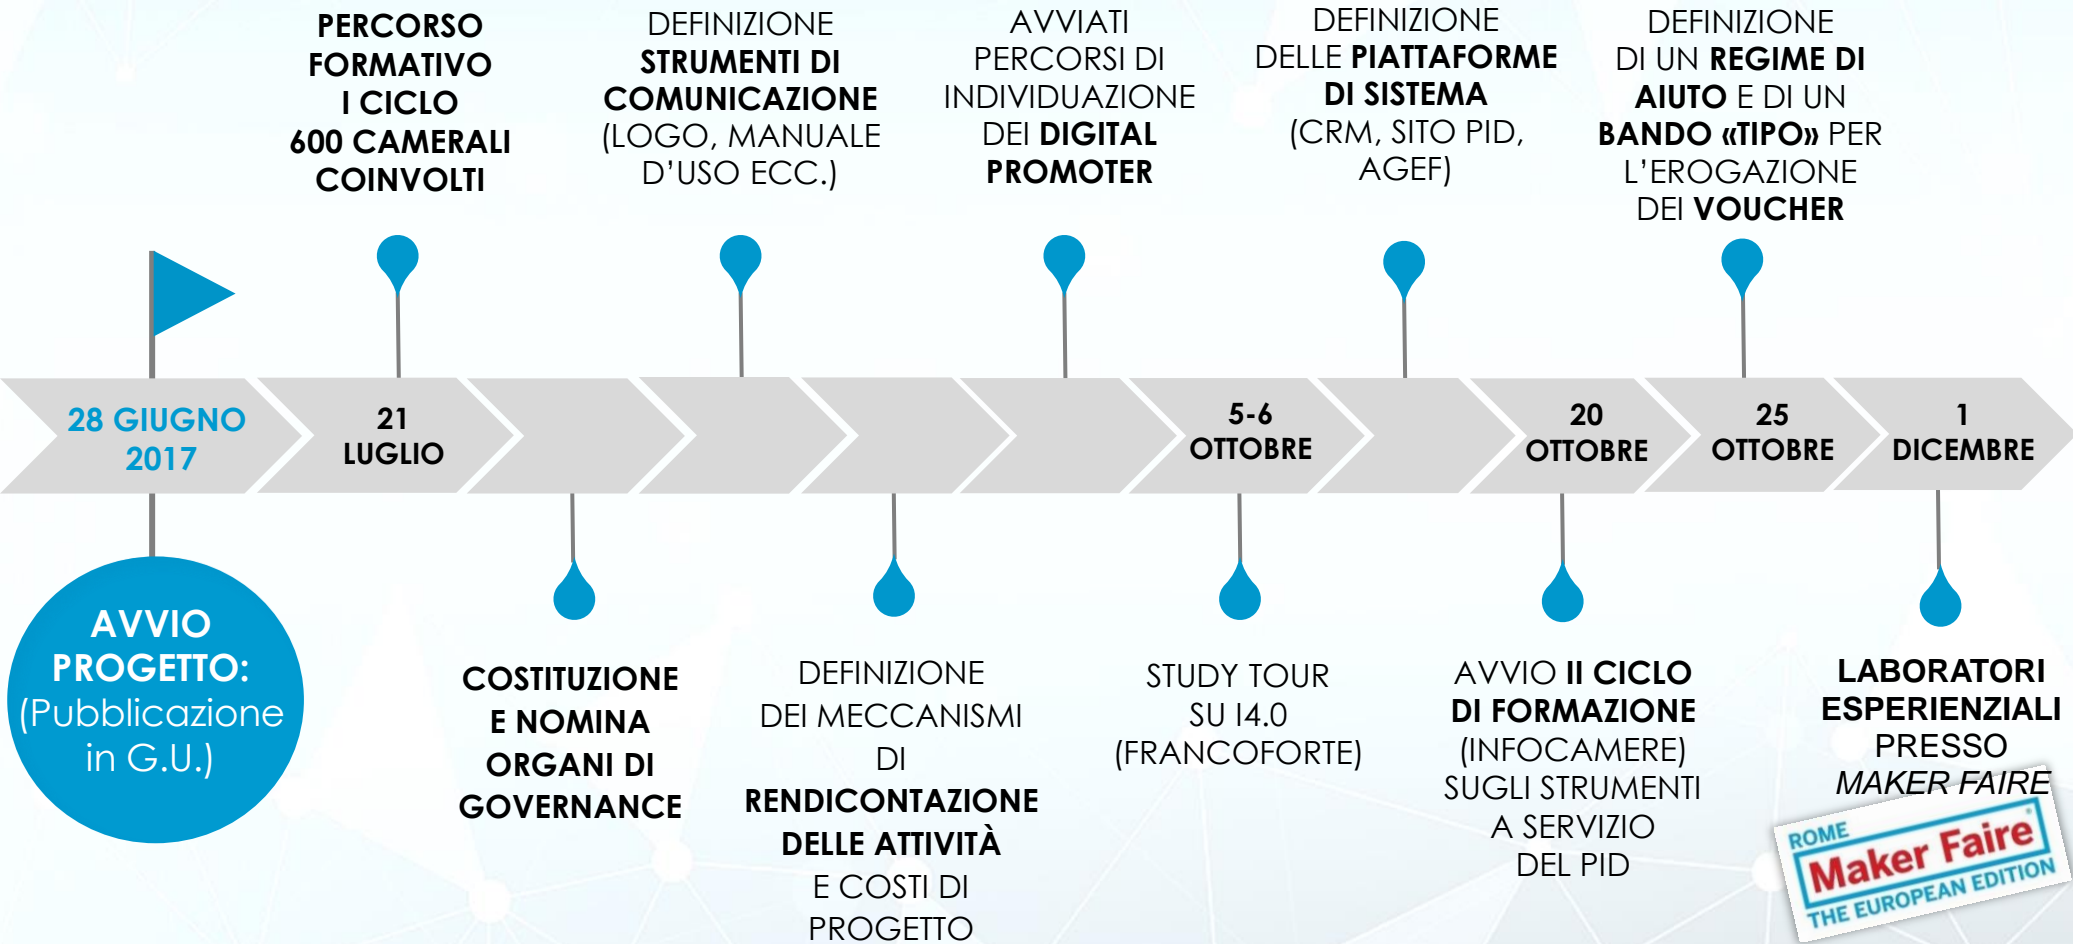 PERCORSO
FORMATIVO
I CICLO
600 CAMERALI
COINVOLTI
DEFINIZIONE
STRUMENTI DI
COMUNICAZIONE
(LOGO, MANUALE
D’USO ECC.)
AVVIATI
PERCORSI DI
INDIVIDUAZIONE
DEI DIGITAL
PROMOTER
DEFINIZIONE
DELLE PIATTAFORME
DI SISTEMA
(CRM, SITO PID,
AGEF)
DEFINIZIONE
DI UN REGIME DI
AIUTO E DI UN
BANDO «TIPO» PER
L’EROGAZIONE
DEI VOUCHER
28 GIUGNO
2017
21
LUGLIO
5-6
OTTOBRE
20
OTTOBRE
25
OTTOBRE
1
DICEMBRE
AVVIO
PROGETTO:
(Pubblicazione
in G.U.)
COSTITUZIONE
E NOMINA
ORGANI DI
GOVERNANCE
DEFINIZIONE
DEI MECCANISMI
DI
RENDICONTAZIONE
DELLE ATTIVITÀ
E COSTI DI
PROGETTO
STUDY TOUR
SU I4.0
(FRANCOFORTE)
AVVIO II CICLO
DI FORMAZIONE
(INFOCAMERE)
SUGLI STRUMENTI
A SERVIZIO
DEL PID
LABORATORI
ESPERIENZIALI
PRESSO
MAKER FAIRE
ROME
Maker Faire
THE EUROPEAN EDITION